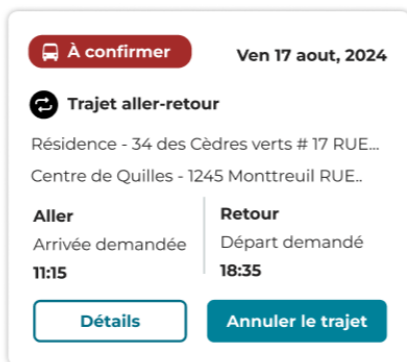 À confirmer
Ven 17 aout, 2024
Trajet aller-retour
Résidence - 34 des Cèdres verts # 17 RUE...
Centre de Quilles - 1245 Monttreuil RUE..
Aller
Arrivée demandée
11:15
Retour
Départ demandé
18:35
Détails
Annuler le trajet